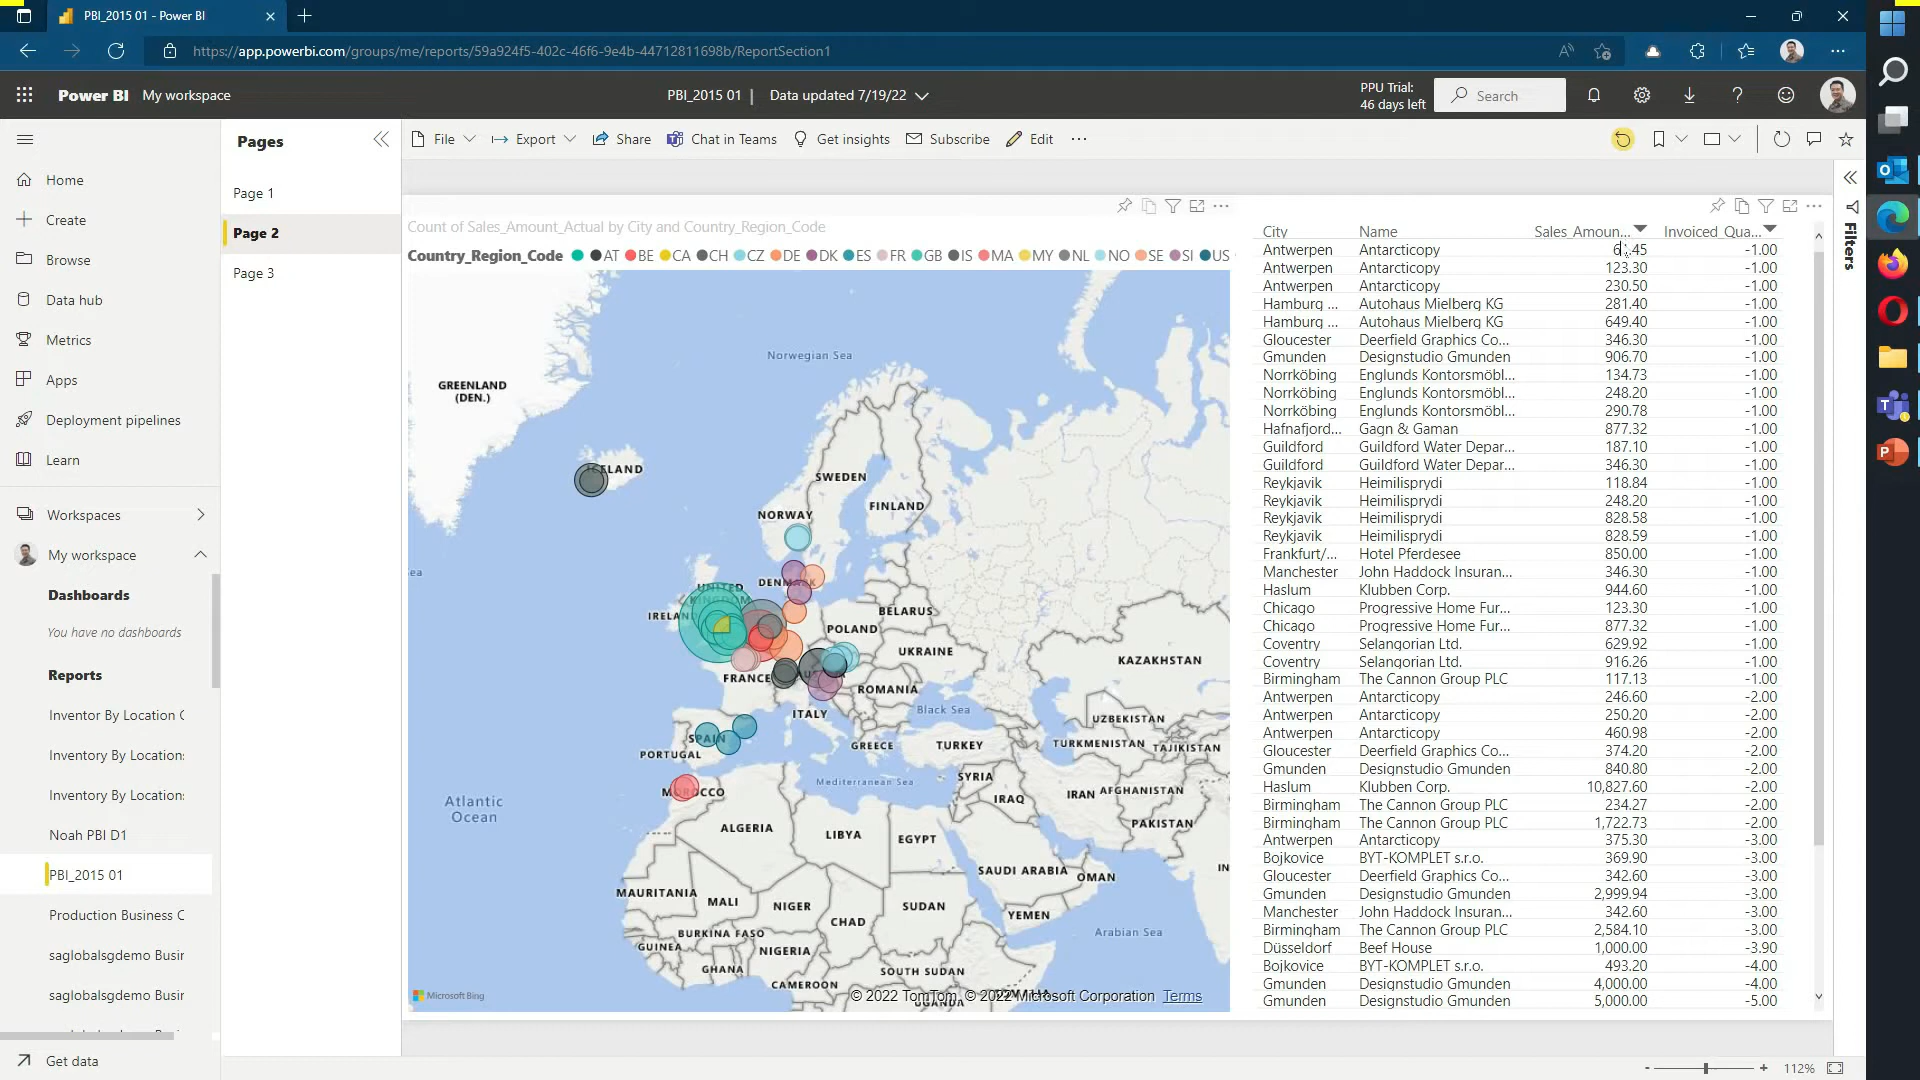 PBI_2015 01 - Power BI
https://app.powerbi.com/groups/me/reports/59a924f5-402c-46f6-9e4b-44712811698b/ReportSection1
Power BI My workspace
PBI_2015 01 | Data updated 7/19/22
PPU Trial:
46 days left
Search
Pages
File Export Share Chat in Teams Get insights Subscribe Edit ...
Page 1
Page 2
Page 3
Home
Create
Browse
Data hub
Metrics
Apps
Deployment pipelines
Learn
Workspaces
My workspace
Dashboards
You have no dashboards
Reports
Inventor By Location C
Inventory By Location:
Inventory By Location:
Noah PBI D1
PBI_2015 01
Production Business C
saglobalsgdemo Busir
saglobalsgdemo Busir
Get data
Count of Sales_Amount_Actual by City and Country_Region_Code
Country_Region_Code AT BE CA CH CZ DE DK ES FR GB IS MA MY NL NO SE SI US
Norwegian Sea
GREENLAND
(DEN.)
ICELAND
SWEDEN
FINLAND
NORWAY
DENMARK
UNITED
KINGDOM
IRELAND
BELARUS
POLAND
UKRAINE
KAZAKHSTAN
FRANCE
ROMANIA
ITALY
Black Sea
UZBEKISTAN
SPAIN
GREECE
TURKEY
TURKMENISTAN
TAJIKISTAN
PORTUGAL
Mediterranean Sea
SYRIA
MOROCCO
IRAQ
IRAN
AFGHANISTAN
Atlantic
Ocean
ALGERIA
LIBYA
EGYPT
PAKISTAN
SAUDI ARABIA
OMAN
IN
MAURITANIA
MALI
NIGER
SUDAN
CHAD
YEMEN
BURKINA FASO
Arabian Sea
GUINEA
NIGERIA
GHANA
SOUTH SUDAN
CAMEROON
Microsoft Bing
© 2022 TomTom, © 2022 Microsoft Corporation Terms
City Name Sales_Amoun... Invoiced_Qua...
Antwerpen Antarcticopy -1.00
Antwerpen Antarcticopy 123.30 -1.00
Antwerpen Antarcticopy 230.50 -1.00
Hamburg ... Autohaus Mielberg KG 281.40 -1.00
Hamburg ... Autohaus Mielberg KG 649.40 -1.00
Gloucester Deerfield Graphics Co... 346.30 -1.00
Gmunden Designstudio Gmunden 906.70 -1.00
Norrköbing Englunds Kontorsmöbl... 134.73 -1.00
Norrköbing Englunds Kontorsmöbl... 248.20 -1.00
Norrköbing Englunds Kontorsmöbl... 290.78 -1.00
Hafnafjord... Gagn & Gaman 877.32 -1.00
Guildford Guildford Water Depar... 187.10 -1.00
Guildford Guildford Water Depar... 346.30 -1.00
Reykjavik Heimilisprydi 118.84 -1.00
Reykjavik Heimilisprydi 248.20 -1.00
Reykjavik Heimilisprydi 828.58 -1.00
Reykjavik Heimilisprydi 828.59 -1.00
Frankfurt/... Hotel Pferdesee 850.00 -1.00
Manchester John Haddock Insuran... 346.30 -1.00
Haslum Klubben Corp. 944.60 -1.00
Chicago Progressive Home Fur... 123.30 -1.00
Chicago Progressive Home Fur... 877.32 -1.00
Coventry Selangorian Ltd. 629.92 -1.00
Coventry Selangorian Ltd. 916.26 -1.00
Birmingham The Cannon Group PLC 117.13 -1.00
Antwerpen Antarcticopy 246.60 -2.00
Antwerpen Antarcticopy 250.20 -2.00
Antwerpen Antarcticopy 460.98 -2.00
Gloucester Deerfield Graphics Co... 374.20 -2.00
Gmunden Designstudio Gmunden 840.80 -2.00
Haslum Klubben Corp. 10,827.60 -2.00
Birmingham The Cannon Group PLC 234.27 -2.00
Birmingham The Cannon Group PLC 1,722.73 -2.00
Antwerpen Antarcticopy 375.30 -3.00
Bojkovice BYT-KOMPLET s.r.o. 369.90 -3.00
Gloucester Deerfield Graphics Co... 342.60 -3.00
Gmunden Designstudio Gmunden 2,999.94 -3.00
Manchester John Haddock Insuran... 342.60 -3.00
Birmingham The Cannon Group PLC 2,584.10 -3.00
Düsseldorf Beef House 1,000.00 -3.90
Bojkovice BYT-KOMPLET s.r.o. 493.20 -4.00
Gmunden Designstudio Gmunden 4,000.00 -4.00
Gmunden Designstudio Gmunden 5,000.00 -5.00
Filters
112%